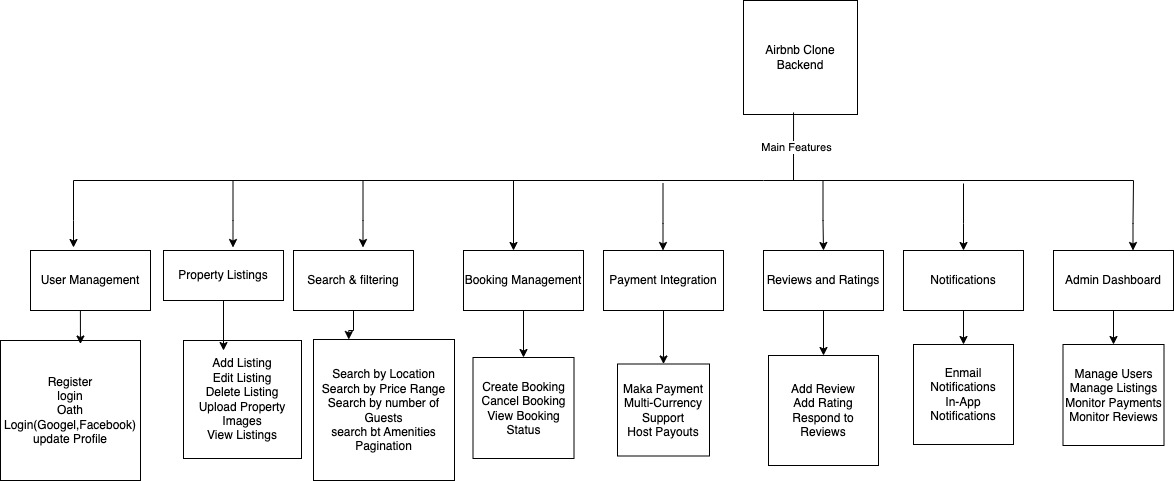 Airbnb Clone
Backend
Main Features
User Management
Property Listings
Search & filtering
Booking Management
Payment Integration
Reviews and Ratings
Notifications
Admin Dashboard
Register
login
Oath
Login(Googel,Facebook)
update Profile
Add Listing
Edit Listing
Delete Listing
Upload Property
Images
View Listings
Search by Location
Search by Price Range
Search by number of
Guests
search bt Amenities
Pagination
Create Booking
Cancel Booking
View Booking
Status
Maka Payment
Multi-Currency
Support
Host Payouts
Add Review
Add Rating
Respond to
Reviews
Enmail
Notifications
In-App
Notifications
Manage Users
Manage Listings
Monitor Payments
Monitor Reviews